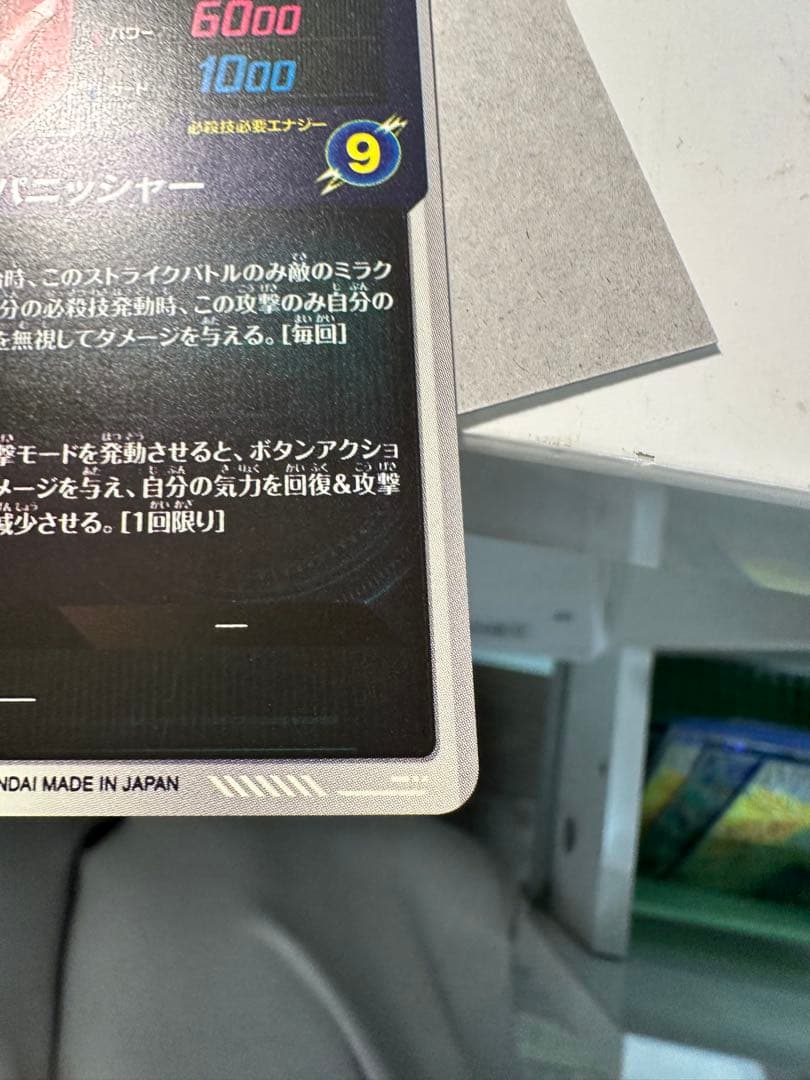 パワー 6000
ガード 1000
必殺技必要エナジー
9
バニッシャー
時、このストライクバトルのみ敵のミラク
分の必殺技発動時、この攻撃のみ自分の
を無視してダメージを与える。[毎回]
撃モードを発動させると、ボタンアクショ
メージを与え、自分の気力を回復&攻撃
減少させる。[1回限り]
ー
ー
NDAI MADE IN JAPAN